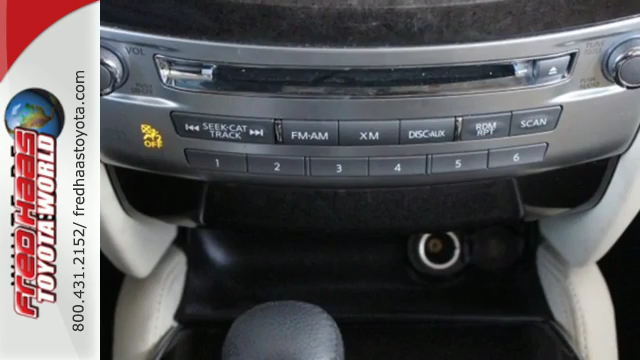 VOL
SEEK·CAT
TRACK
FM·AM
XM
DISC·AUX
RDM
RPT
SCAN
OFF
1
2
3
4
5
6
FRED HAAS
TOYOTA WORLD
800.431.2152/ fredhaastoyota.com